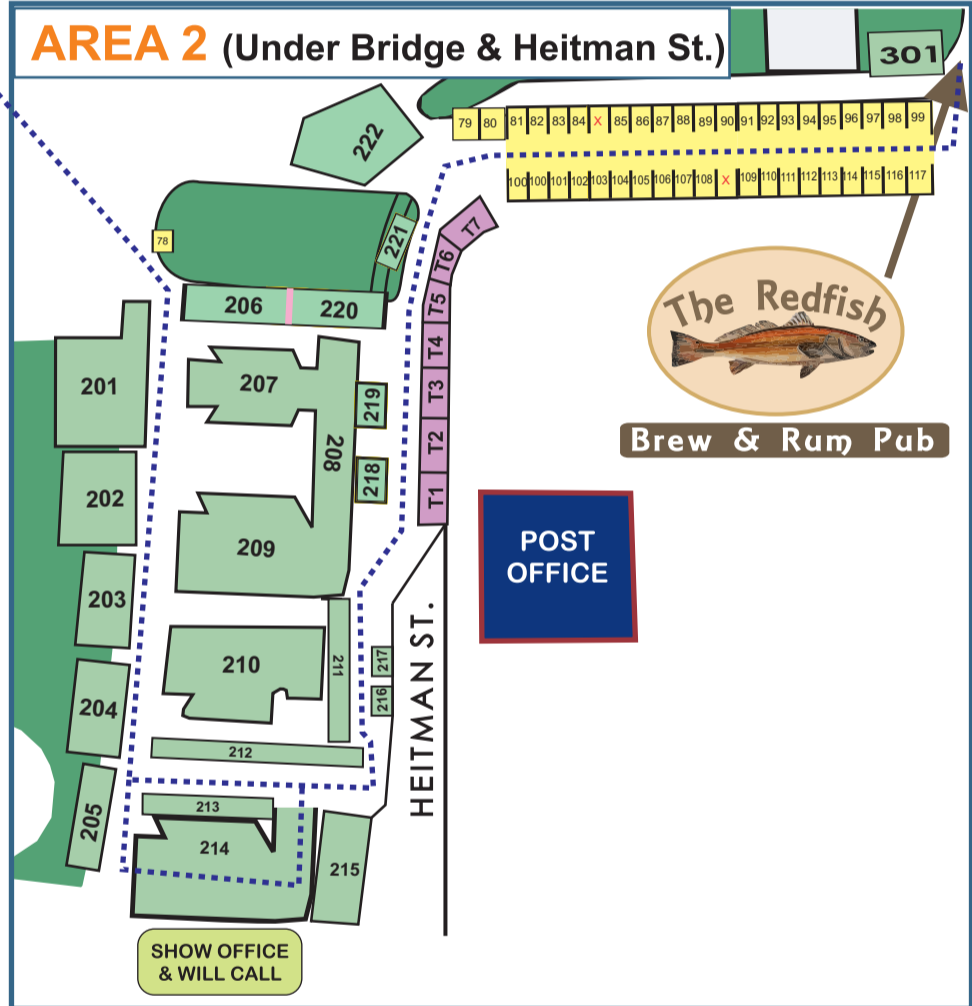 AREA 2 (Under Bridge & Heitman St.)
301
79 80 81 82 83 84 X 85 86 87 88 89 90 91 92 93 94 95 96 97 98 99
222
100 100 101 102 103 104 105 106 107 108 X 109 110 111 112 113 114 115 116 117
78
221
T7
T6
206 220
T5
The Redfish
Brew & Rum Pub
201
207
T4
219
T3
208
T2
202
218
T1
209
POST
OFFICE
203
210
211
217
216
204
212
HEITMAN ST.
213
205
214
215
SHOW OFFICE
& WILL CALL